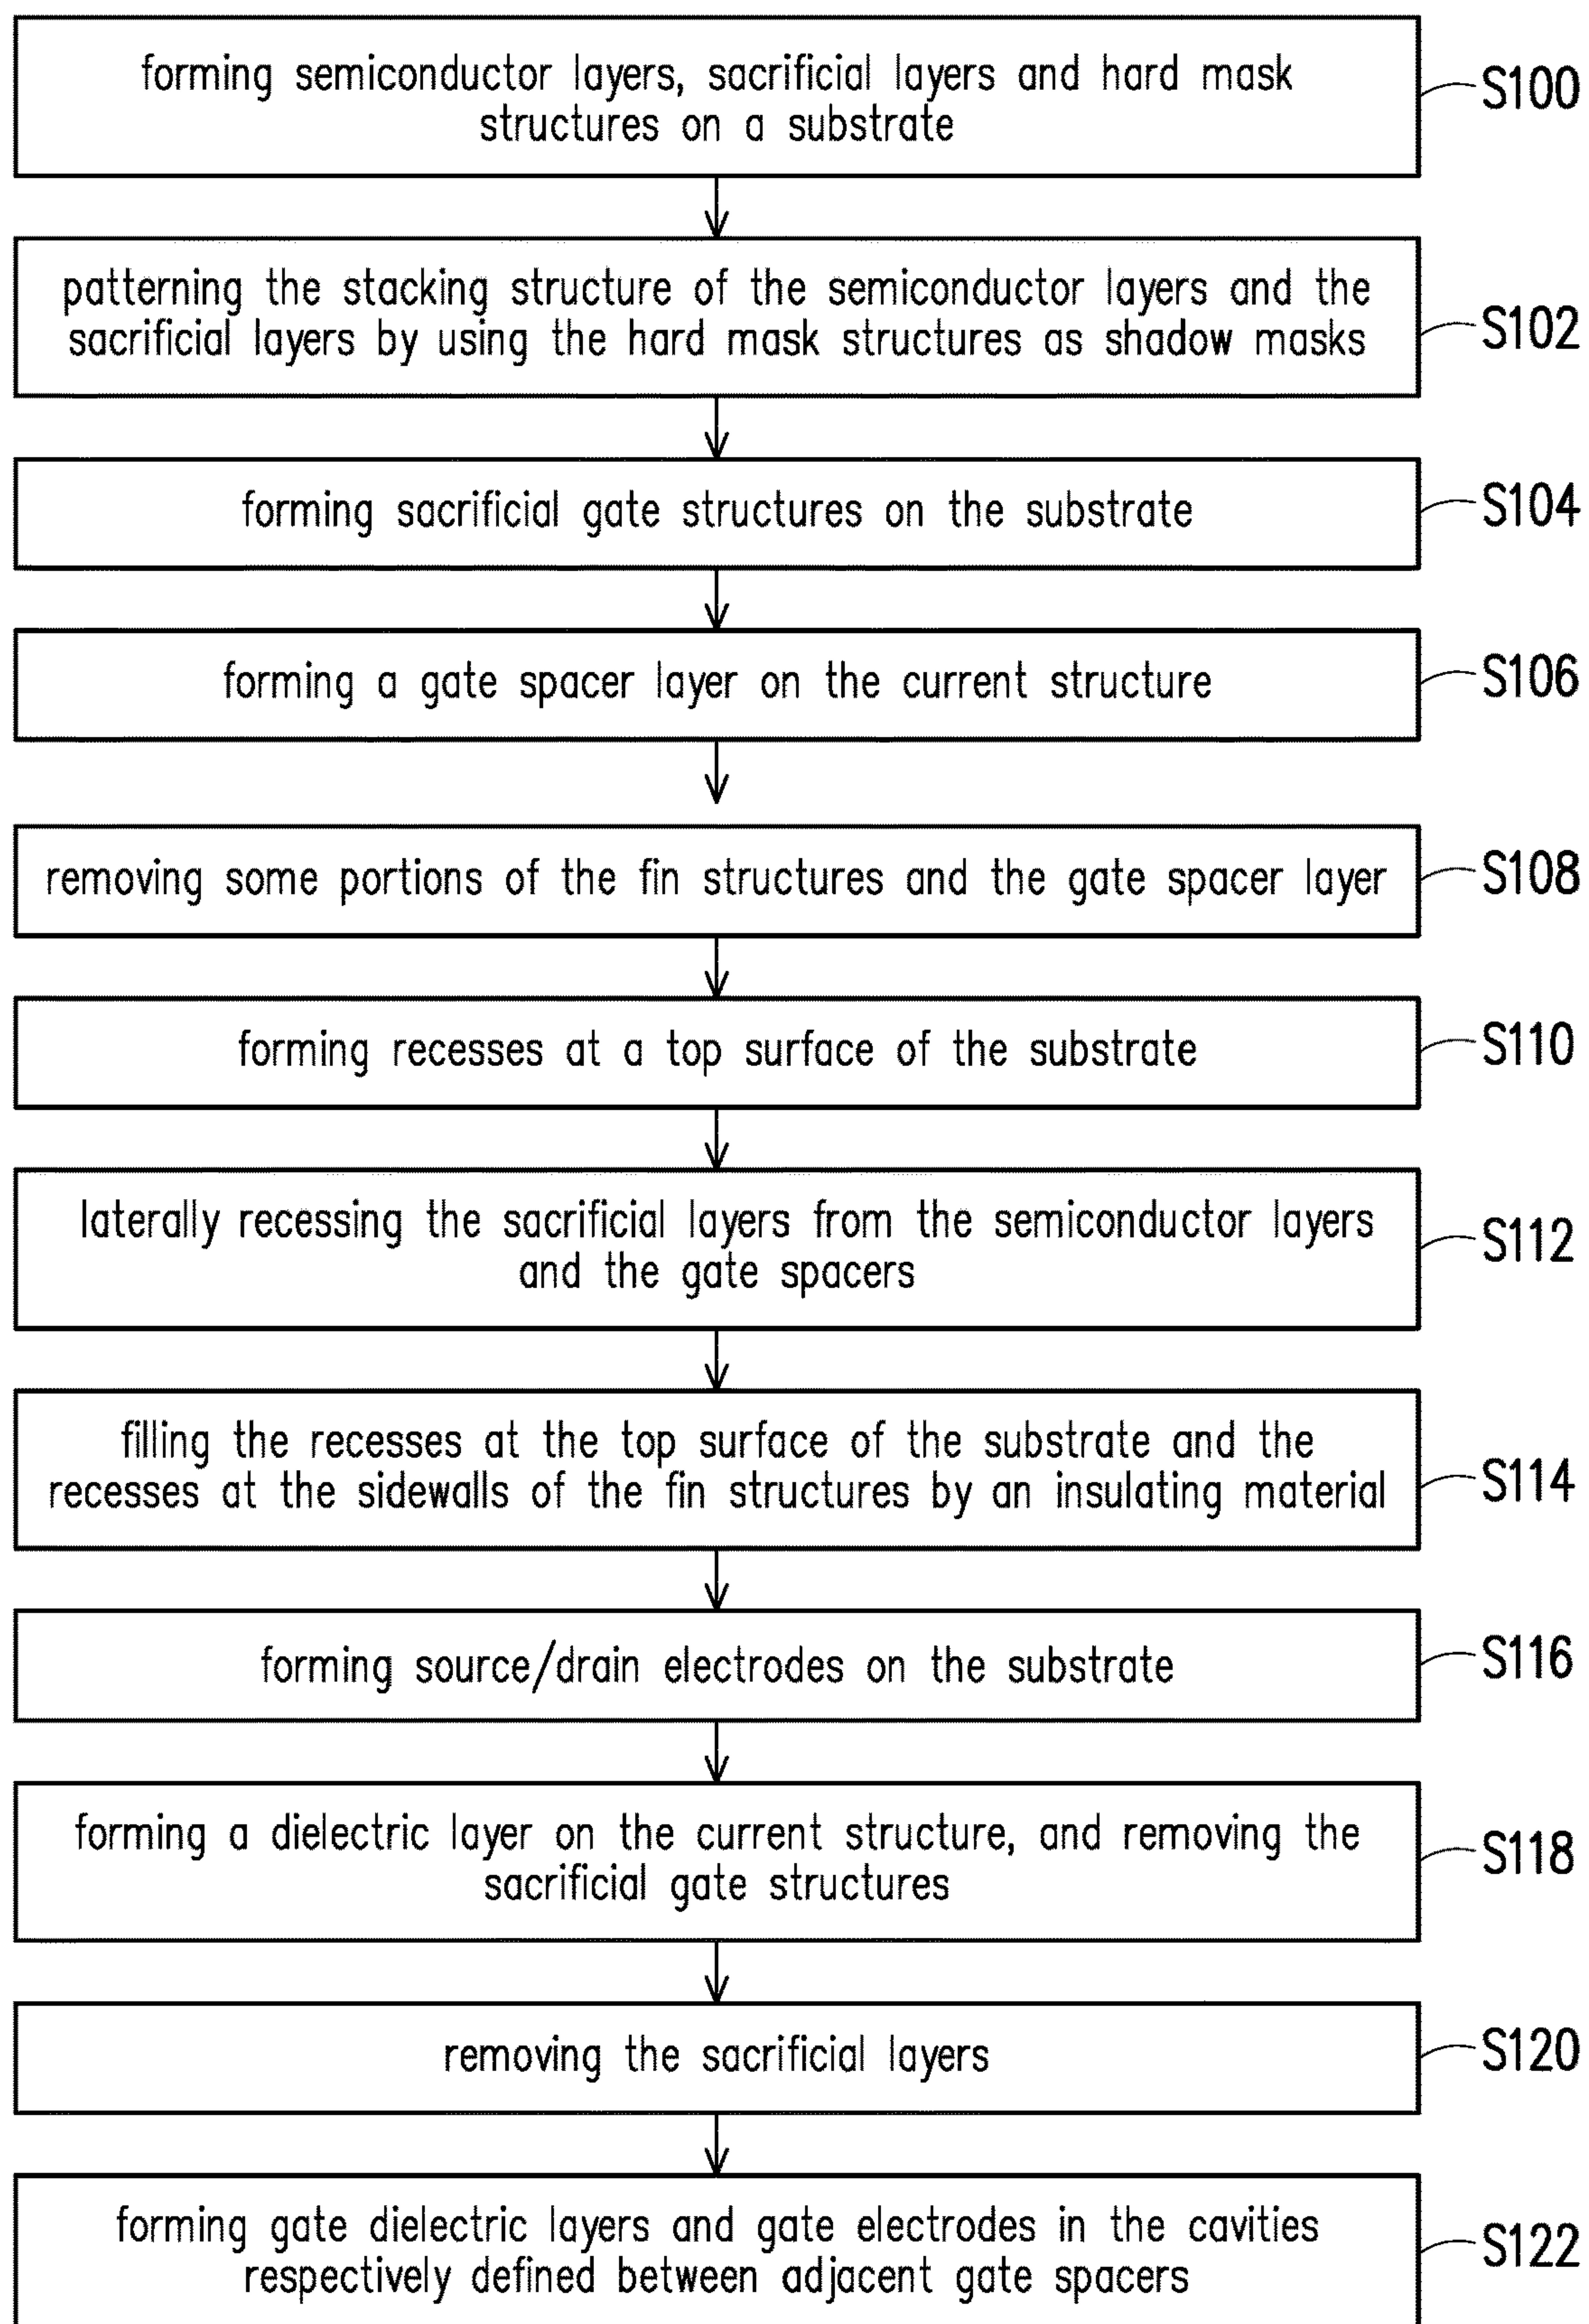 forming semiconductor layers, sacrificial layers and hard mask
structures on a substrate
S100
patterning the stacking structure of the semiconductor layers and the
sacrificial layers by using the hard mask structures as shadow masks
S102
forming sacrificial gate structures on the substrate
S104
forming a gate spacer layer on the current structure
S106
removing some portions of the fin structures and the gate spacer layer
S108
forming recesses at a top surface of the substrate
S110
laterally recessing the sacrificial layers from the semiconductor layers
and the gate spacers
S112
filling the recesses at the top surface of the substrate and the
recesses at the sidewalls of the fin structures by an insulating material
S114
forming source/drain electrodes on the substrate
S116
forming a dielectric layer on the current structure, and removing the
sacrificial gate structures
S118
removing the sacrificial layers
S120
forming gate dielectric layers and gate electrodes in the cavities
respectively defined between adjacent gate spacers
S122